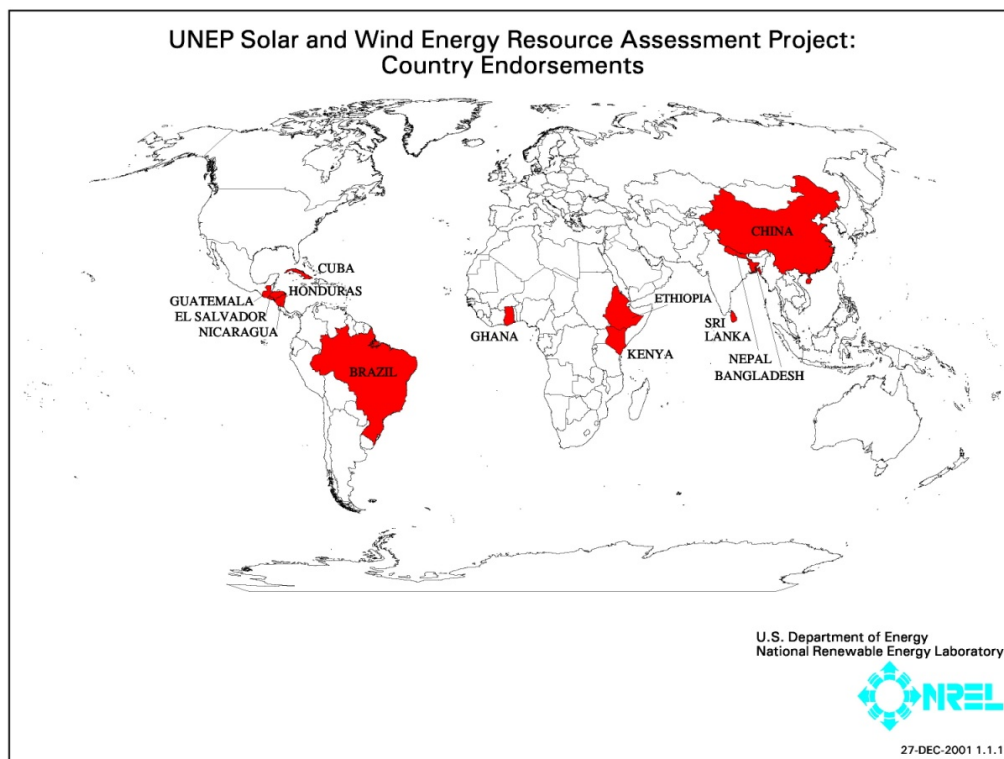 UNEP Solar and Wind Energy Resource Assessment Project:
Country Endorsements
CHINA
CUBA
HONDURAS
GUATEMALA
EL SALVADOR
NICARAGUA
ETHIOPIA
GHANA
SRI
LANKA
KENYA
NEPAL
BANGLADESH
BRAZIL
U.S. Department of Energy
National Renewable Energy Laboratory
NREL
27-DEC-2001 1.1.1